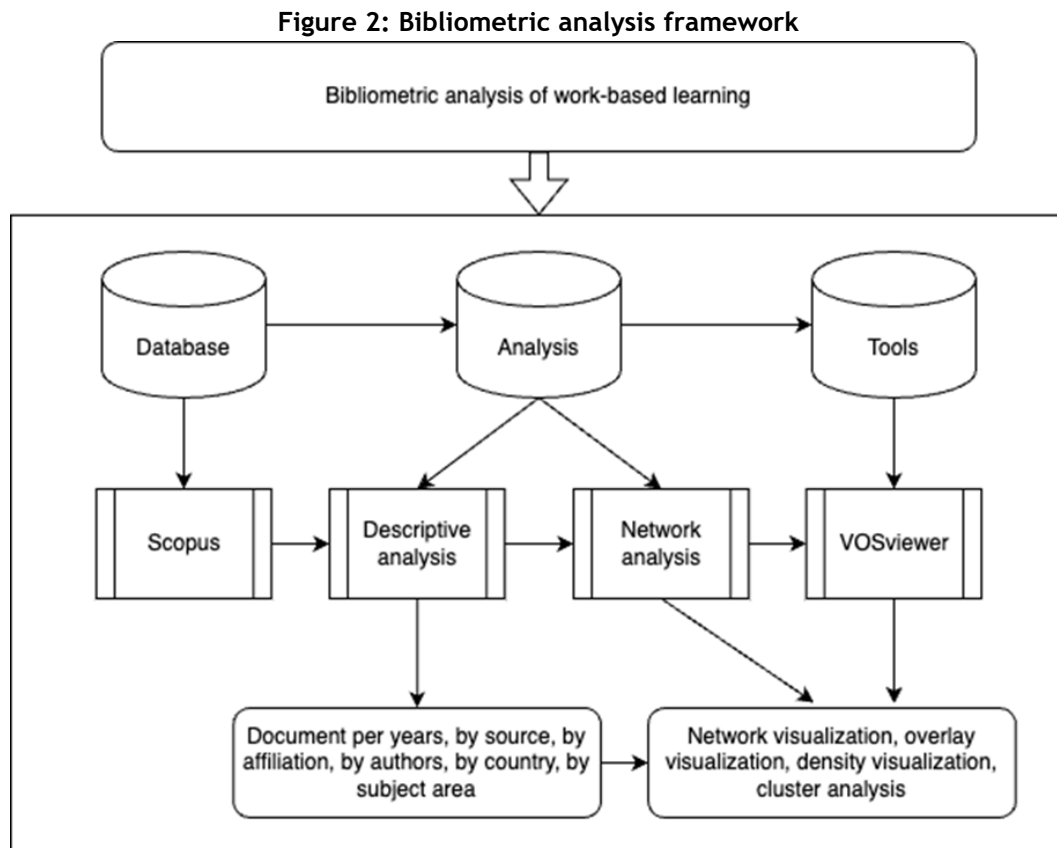 Figure 2: Bibliometric analysis framework
Bibliometric analysis of work-based learning
Database
Analysis
Tools
Scopus
Descriptive
analysis
Network
analysis
VOSviewer
Document per years, by source, by
affiliation, by authors, by country, by
subject area
Network visualization, overlay
visualization, density visualization,
cluster analysis